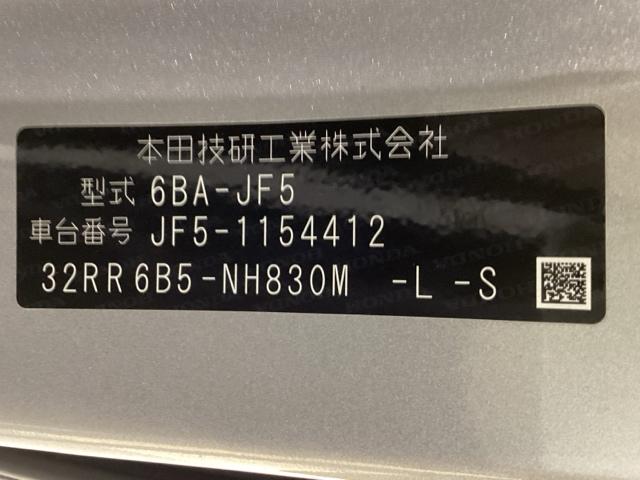 本田技研工業株式会社
型式 6BA-JF5
車台番号 JF5-1154412
32RR6B5-NH830M -L -S